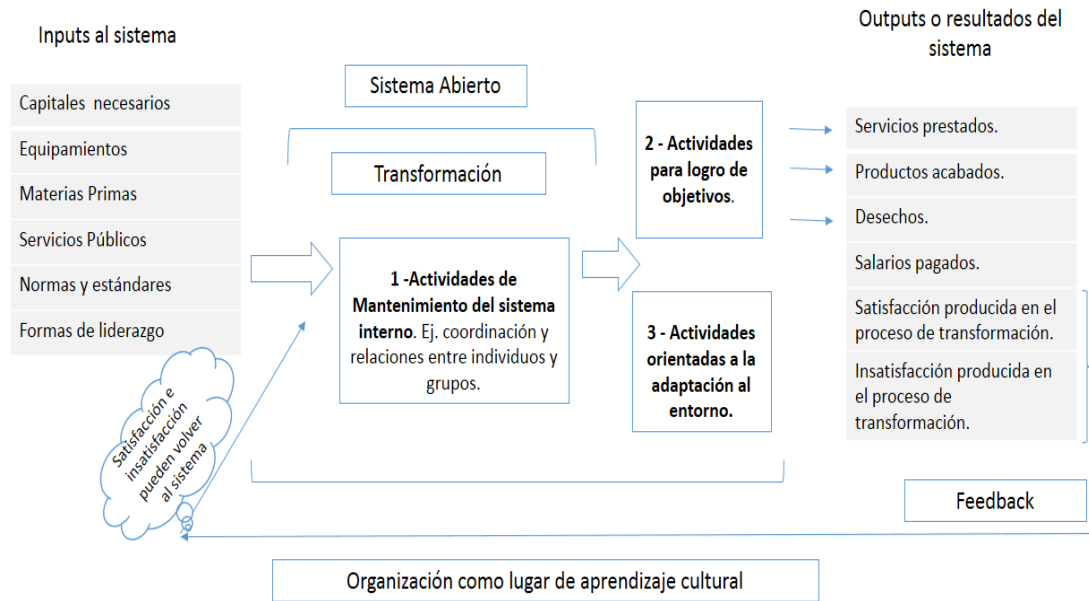 Inputs al sistema
Capitales necesarios
Equipamientos
Materias Primas
Servicios Públicos
Normas y estándares
Formas de liderazgo
Satisfacción e
insatisfacción
pueden volver
al sistema
Sistema Abierto
Transformación
1 -Actividades de
Mantenimiento del sistema
interno. Ej. coordinación y
relaciones entre individuos y
grupos.
2 - Actividades
para logro de
objetivos.
3 - Actividades
orientadas a la
adaptación al
entorno.
Outputs o resultados del
sistema
Servicios prestados.
Productos acabados.
Desechos.
Salarios pagados.
Satisfacción producida en el
proceso de transformación.
Insatisfacción producida en
el proceso de
transformación.
Feedback
Organización como lugar de aprendizaje cultural